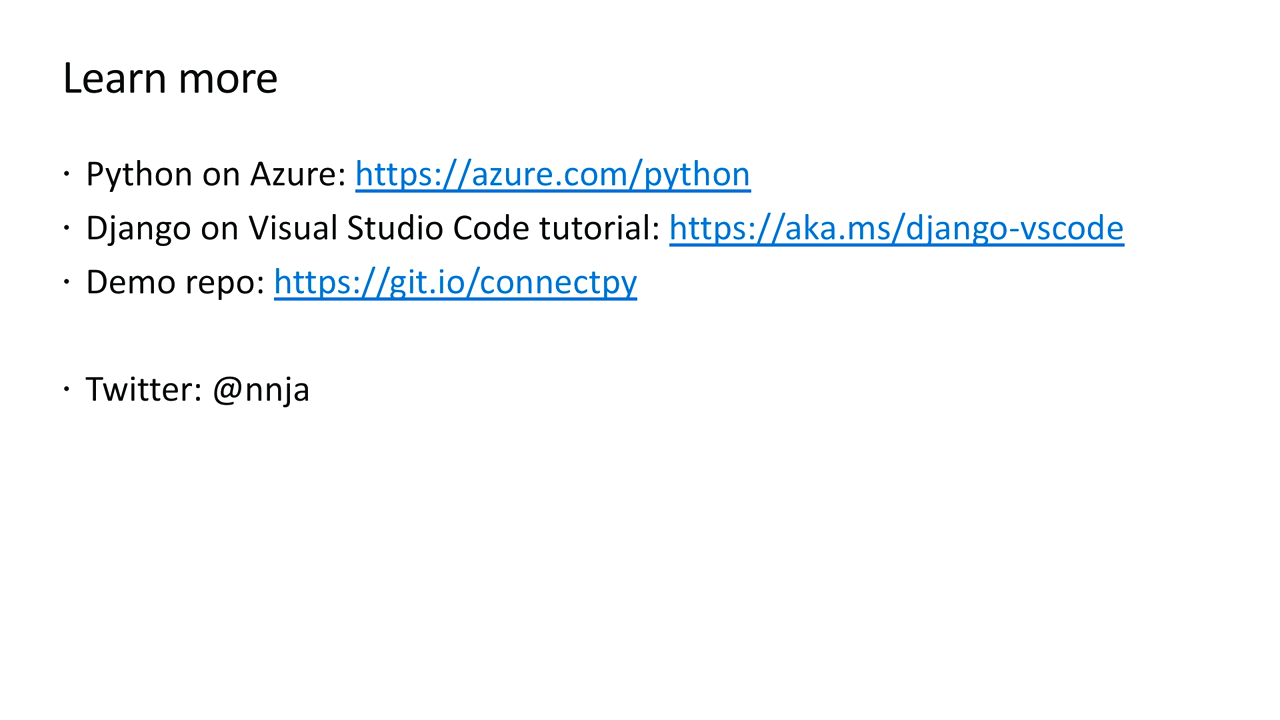 Learn more
· Python on Azure: https://azure.com/python
· Django on Visual Studio Code tutorial: https://aka.ms/django-vscode
· Demo repo: https://git.io/connectpy
· Twitter: @nnja